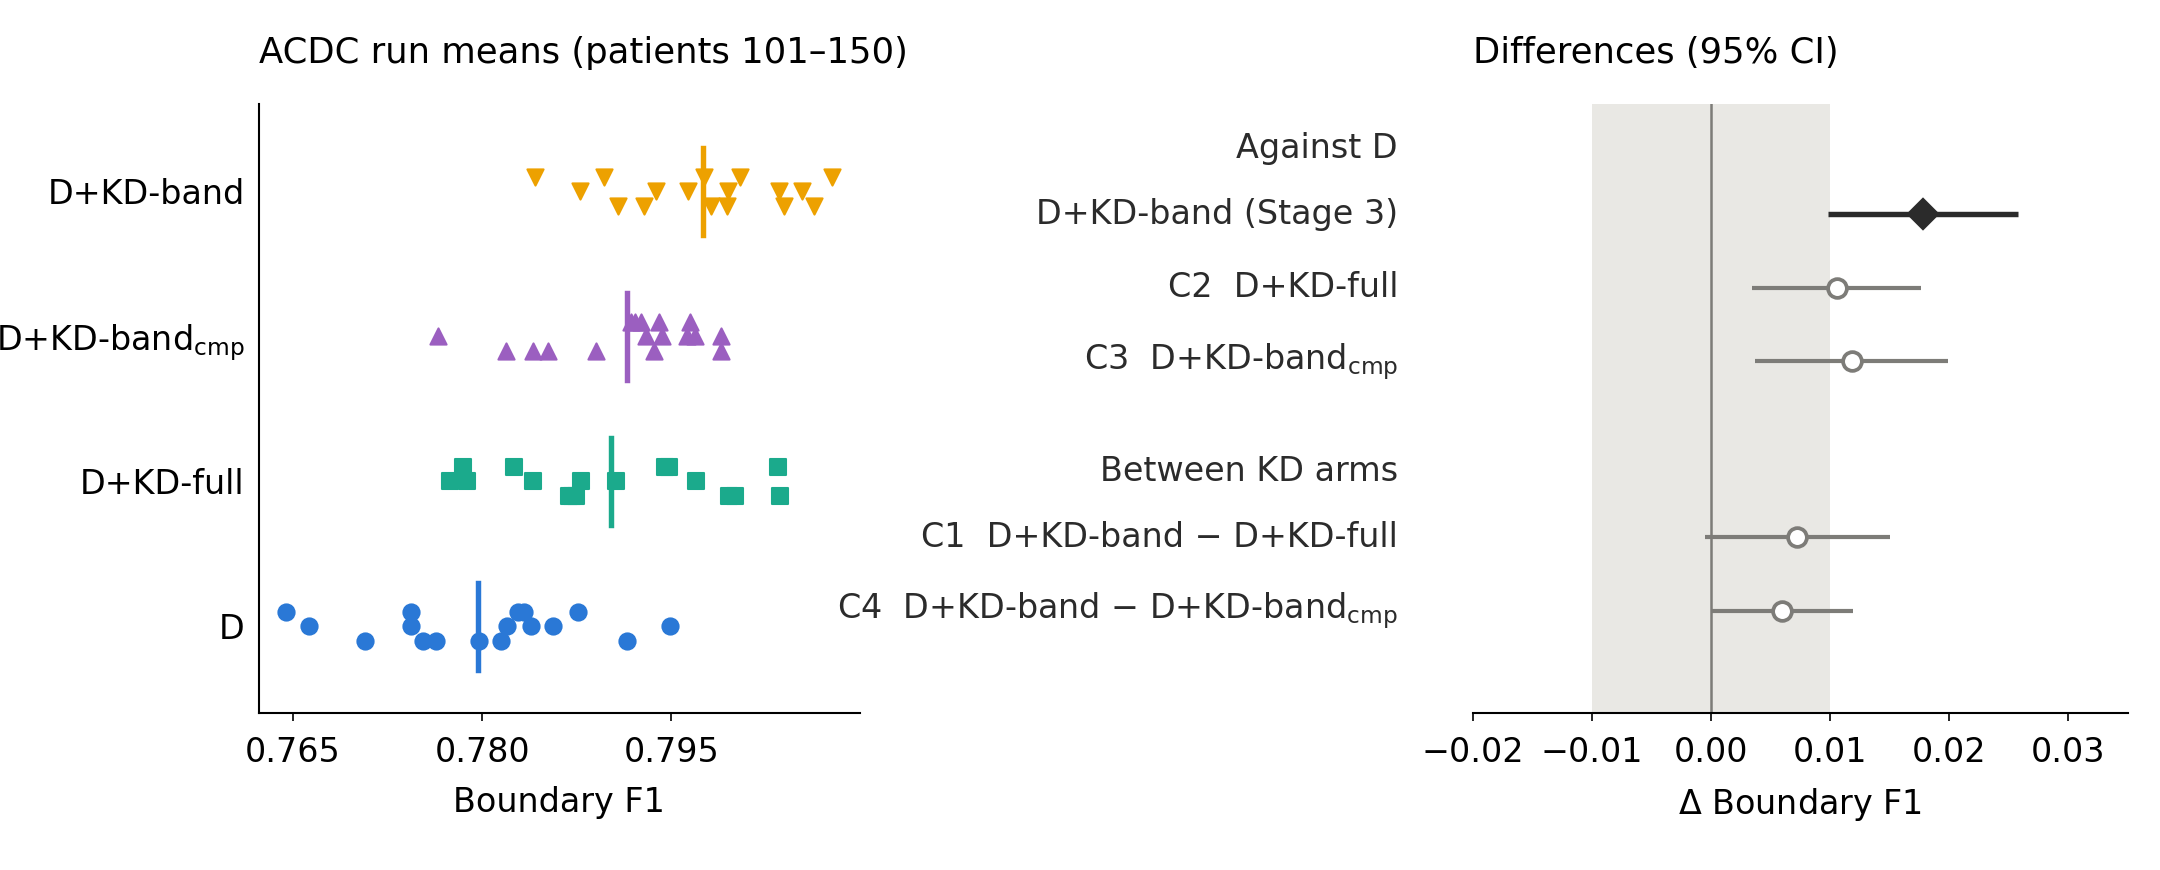 ACDC run means (patients 101–150)
D+KD-band
D+KD-band_cmp
D+KD-full
D
0.765 0.780 0.795
Boundary F1
Differences (95% CI)
Against D
D+KD-band (Stage 3)
C2 D+KD-full
C3 D+KD-band_cmp
Between KD arms
C1 D+KD-band − D+KD-full
C4 D+KD-band − D+KD-band_cmp
−0.02 −0.01 0.00 0.01 0.02 0.03
Δ Boundary F1